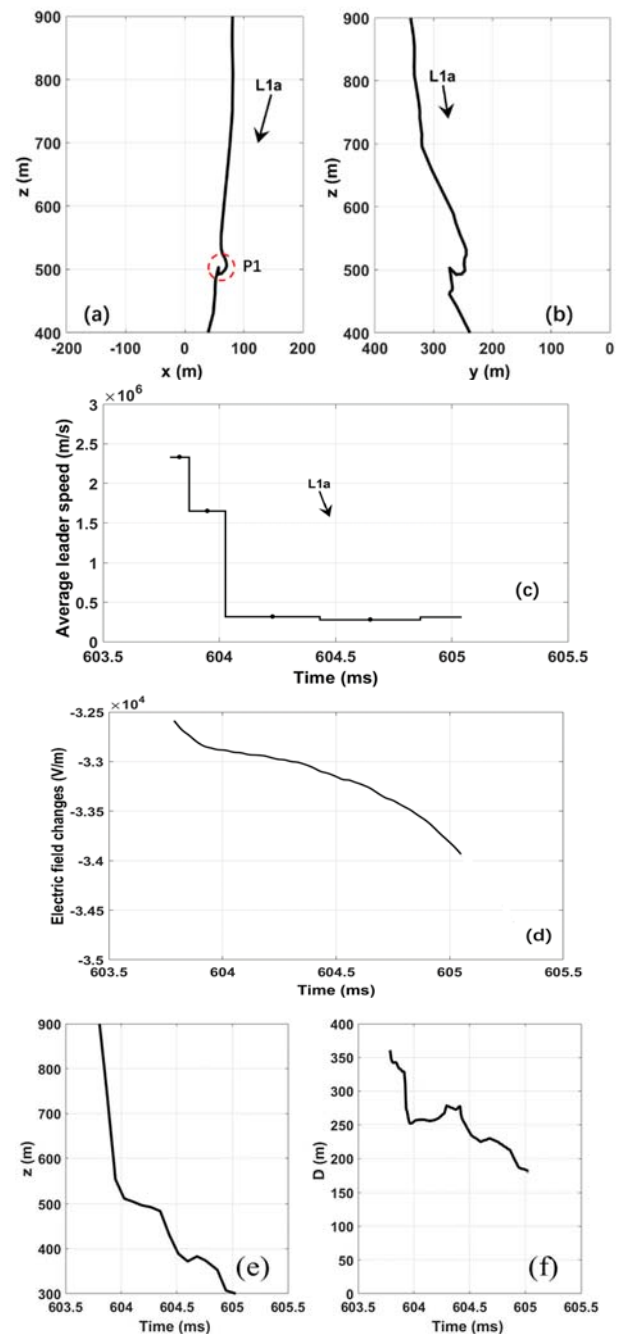 900
800
700
600
500
400
z (m)
L1a
P1
(a)
-200 -100 0 100 200
x (m)
900
800
700
600
500
400
z (m)
L1a
(b)
400 300 200 100 0
y (m)
×10⁶
3
2.5
2
1.5
1
0.5
0
Average leader speed (m/s)
L1a
(c)
603.5 604 604.5 605 605.5
Time (ms)
×10⁴
-3.25
-3.3
-3.35
-3.4
-3.45
-3.5
Electric field changes (V/m)
(d)
603.5 604 604.5 605 605.5
Time (ms)
900
800
700
600
500
400
300
z (m)
(e)
603.5 604 604.5 605 605.5
Time (ms)
400
350
300
250
200
150
100
50
0
D (m)
(f)
603.5 604 604.5 605 605.5
Time (ms)